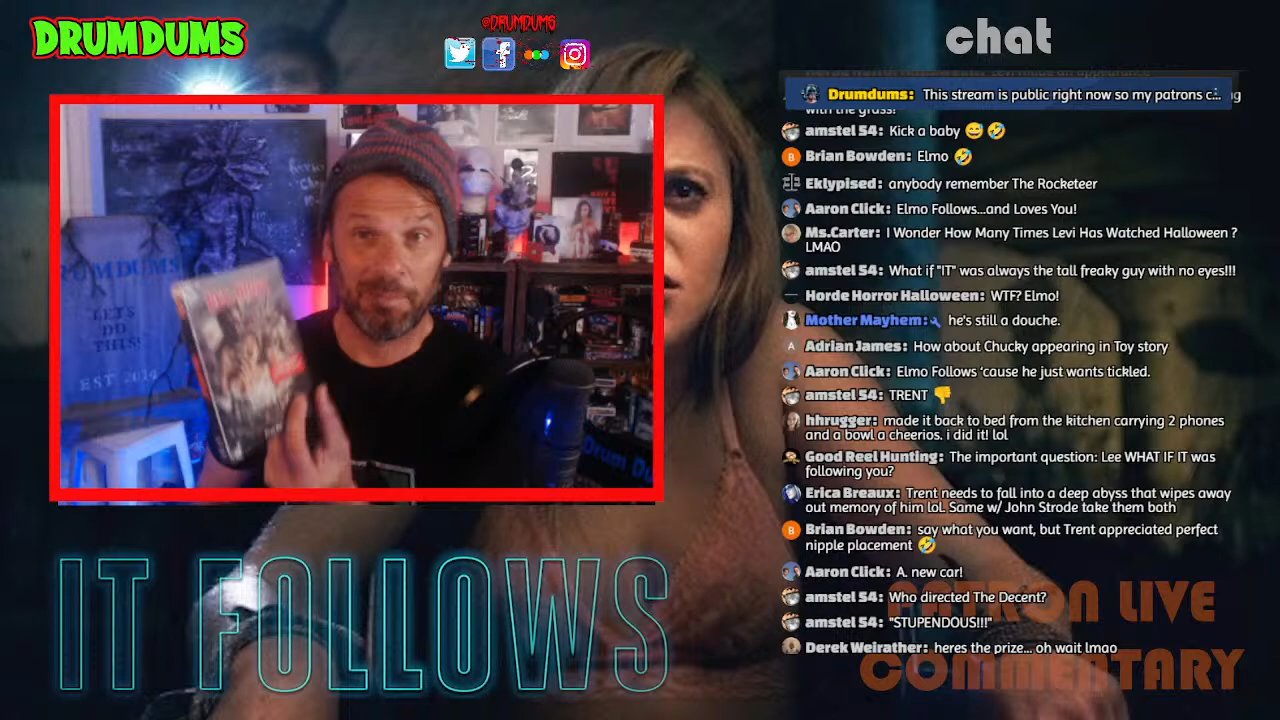 DRUMDUMS
@DRUMDUMS
chat
Drumdums: This stream is public right now so my patrons c...
with the grass!
amstel 54: Kick a baby 😄 🤣
Brian Bowden: Elmo 🤣
Eklypised: anybody remember The Rocketeer
Aaron Click: Elmo Follows...and Loves You!
Ms.Carter: I Wonder How Many Times Levi Has Watched Halloween ?
LMAO
amstel 54: What if "IT" was always the tall freaky guy with no eyes!!!
Horde Horror Halloween: WTF? Elmo!
Mother Mayhem: he's still a douche.
Adrian James: How about Chucky appearing in Toy story
Aaron Click: Elmo Follows 'cause he just wants tickled.
amstel 54: TRENT 👎
hhrugger: made it back to bed from the kitchen carrying 2 phones
and a bowl a cheerios. i did it! lol
Good Reel Hunting: The important question: Lee WHAT IF IT was
following you?
Erica Breaux: Trent needs to fall into a deep abyss that wipes away
out memory of him lol. Same w/ John Strode take them both
Brian Bowden: say what you want, but Trent appreciated perfect
nipple placement 🤣
Aaron Click: A. new car!
amstel 54: Who directed The Decent?
amstel 54: "STUPENDOUS!!!"
Derek Weirather: heres the prize... oh wait lmao
DRUMDUMS
LET'S
DO
THIS!
EST. 2014
IT FOLLOWS
PATRON LIVE
COMMENTARY